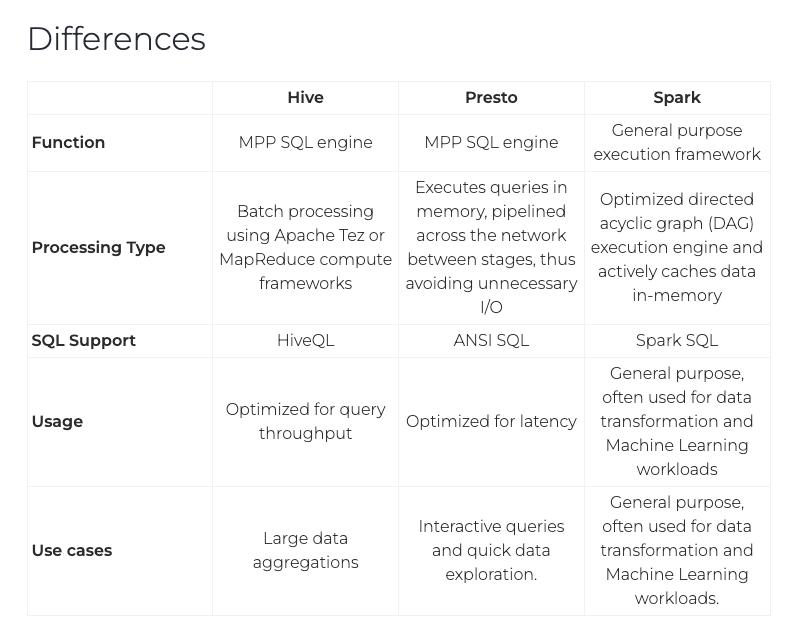 Differences
Hive
Presto
Spark
Function
MPP SQL engine
MPP SQL engine
General purpose
execution framework
Processing Type
Batch processing
using Apache Tez or
MapReduce compute
frameworks
Executes queries in
memory, pipelined
across the network
between stages, thus
avoiding unnecessary
I/O
Optimized directed
acyclic graph (DAG)
execution engine and
actively caches data
in-memory
SQL Support
HiveQL
ANSI SQL
Spark SQL
Usage
Optimized for query
throughput
Optimized for latency
General purpose,
often used for data
transformation and
Machine Learning
workloads
Use cases
Large data
aggregations
Interactive queries
and quick data
exploration.
General purpose,
often used for data
transformation and
Machine Learning
workloads.